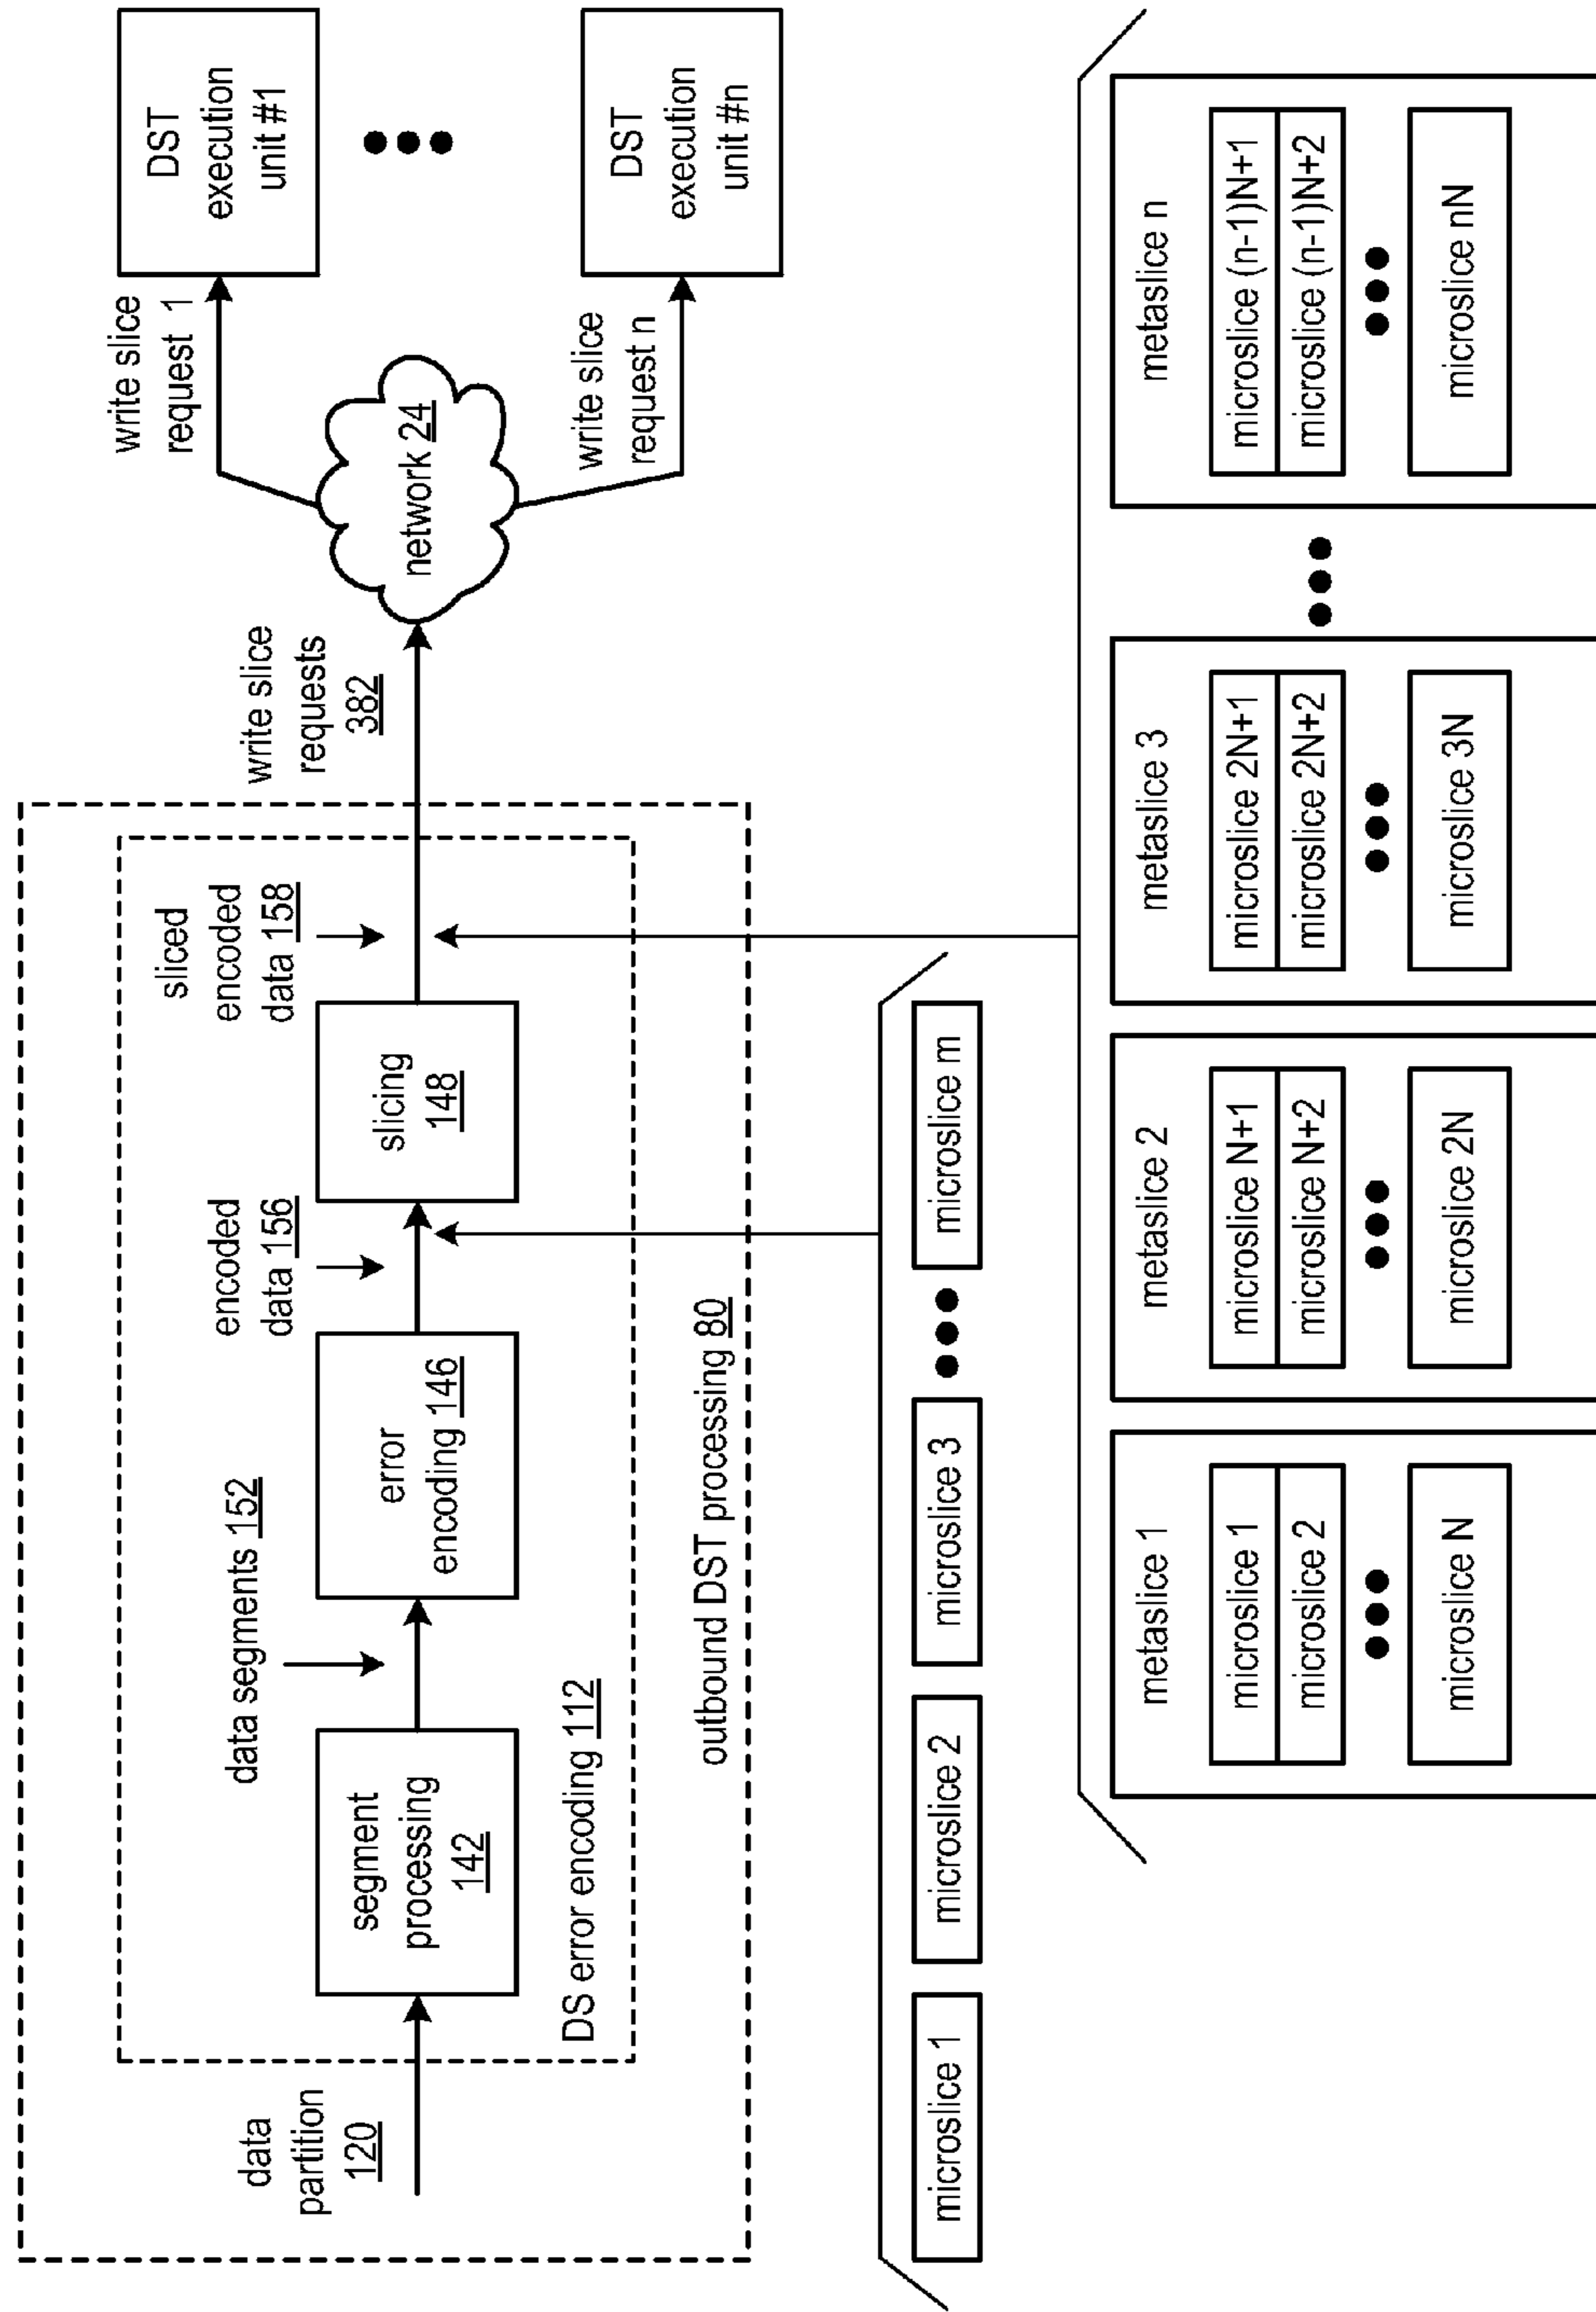 data
partition
120
segment
processing
142
data segments 152
error
encoding 146
encoded
data 156
slicing
148
sliced
encoded
data 158
DS error encoding 112
outbound DST processing 80
write slice
requests
382
network 24
write slice
request 1
DST
execution
unit #1
write slice
request n
DST
execution
unit #n
microslice 1
microslice 2
microslice 3
microslice m
metaslice 1
microslice 1
microslice 2
microslice N
metaslice 2
microslice N+1
microslice N+2
microslice 2N
metaslice 3
microslice 2N+1
microslice 2N+2
microslice 3N
metaslice n
microslice (n-1)N+1
microslice (n-1)N+2
microslice nN